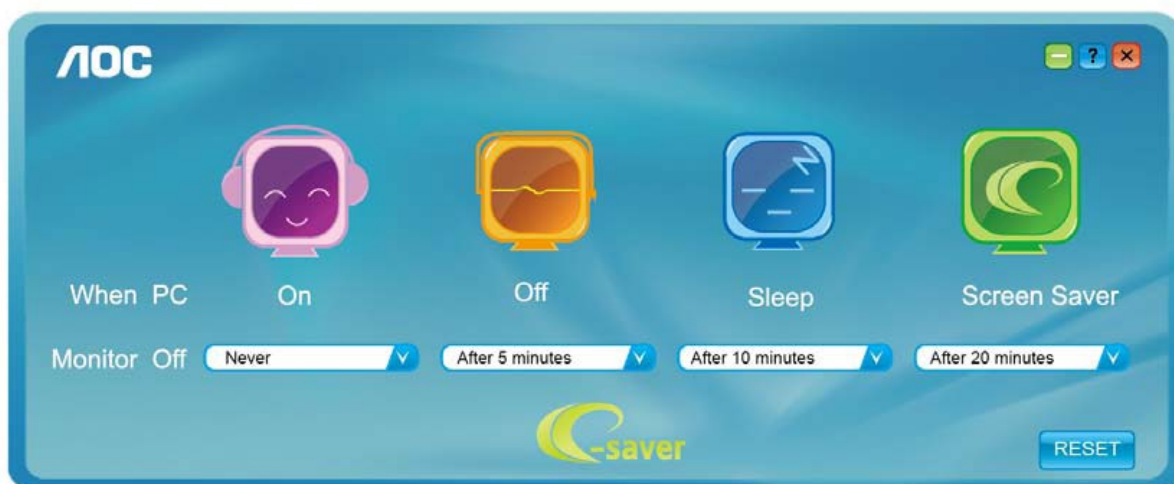 AOC
?
When PC On Off Sleep Screen Saver
Monitor Off Never After 5 minutes After 10 minutes After 20 minutes
e-saver
RESET